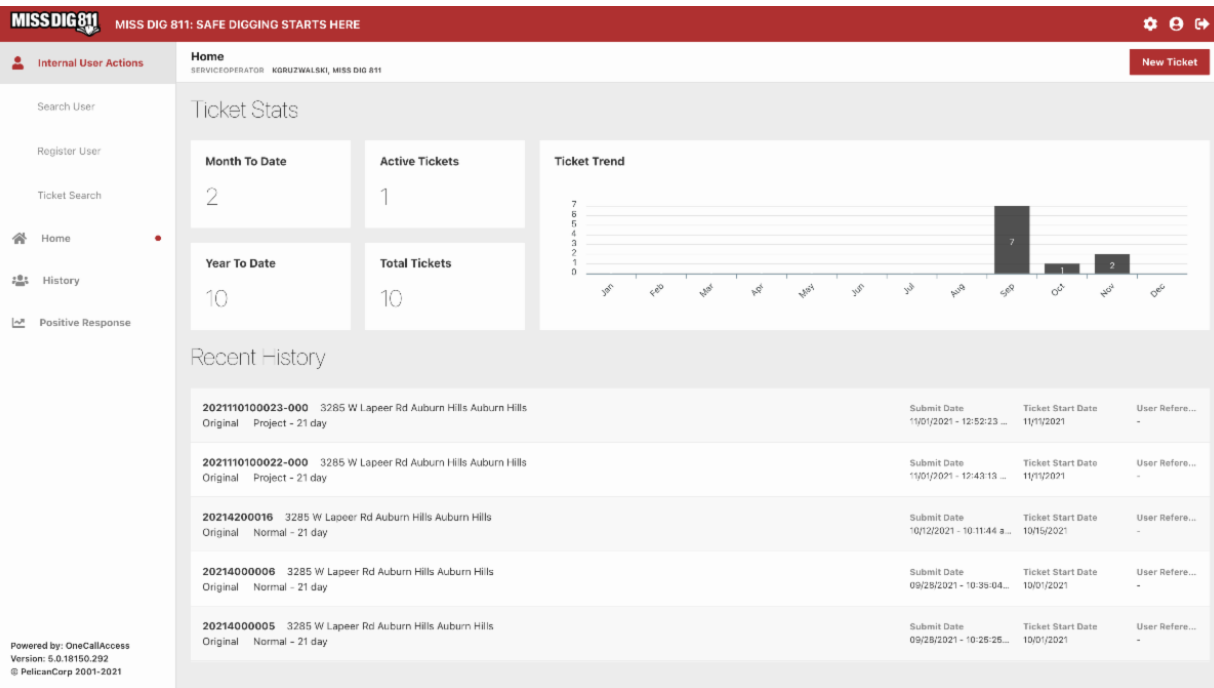 MISS DIG 811 MISS DIG 811: SAFE DIGGING STARTS HERE
Internal User Actions
Search User
Register User
Ticket Search
Home
History
Positive Response
Powered by: OneCallAccess
Version: 5.0.18150.292
© PelicanCorp 2001-2021
Home
SERVICEOPERATOR KGRUZWALSKI, MISS DIG 811
New Ticket
Ticket Stats
Month To Date
2
Active Tickets
1
Year To Date
10
Total Tickets
10
Ticket Trend
7
6
5
4
3
2
1
0
7
1
2
Jan Feb Mar Apr May Jun Jul Aug Sep Oct Nov Dec
Recent History
2021110100023-000 3285 W Lapeer Rd Auburn Hills Auburn Hills Submit Date Ticket Start Date User Refere...
Original Project - 21 day 11/01/2021 - 12:52:23 ... 11/11/2021 -
2021110100022-000 3285 W Lapeer Rd Auburn Hills Auburn Hills Submit Date Ticket Start Date User Refere...
Original Project - 21 day 11/01/2021 - 12:43:13 ... 11/11/2021 -
20214200016 3285 W Lapeer Rd Auburn Hills Auburn Hills Submit Date Ticket Start Date User Refere...
Original Normal - 21 day 10/12/2021 - 10:11:44 a... 10/15/2021 -
20214000006 3285 W Lapeer Rd Auburn Hills Auburn Hills Submit Date Ticket Start Date User Refere...
Original Normal - 21 day 09/28/2021 - 10:35:04... 10/01/2021 -
20214000005 3285 W Lapeer Rd Auburn Hills Auburn Hills Submit Date Ticket Start Date User Refere...
Original Normal - 21 day 09/28/2021 - 10:25:25... 10/01/2021 -